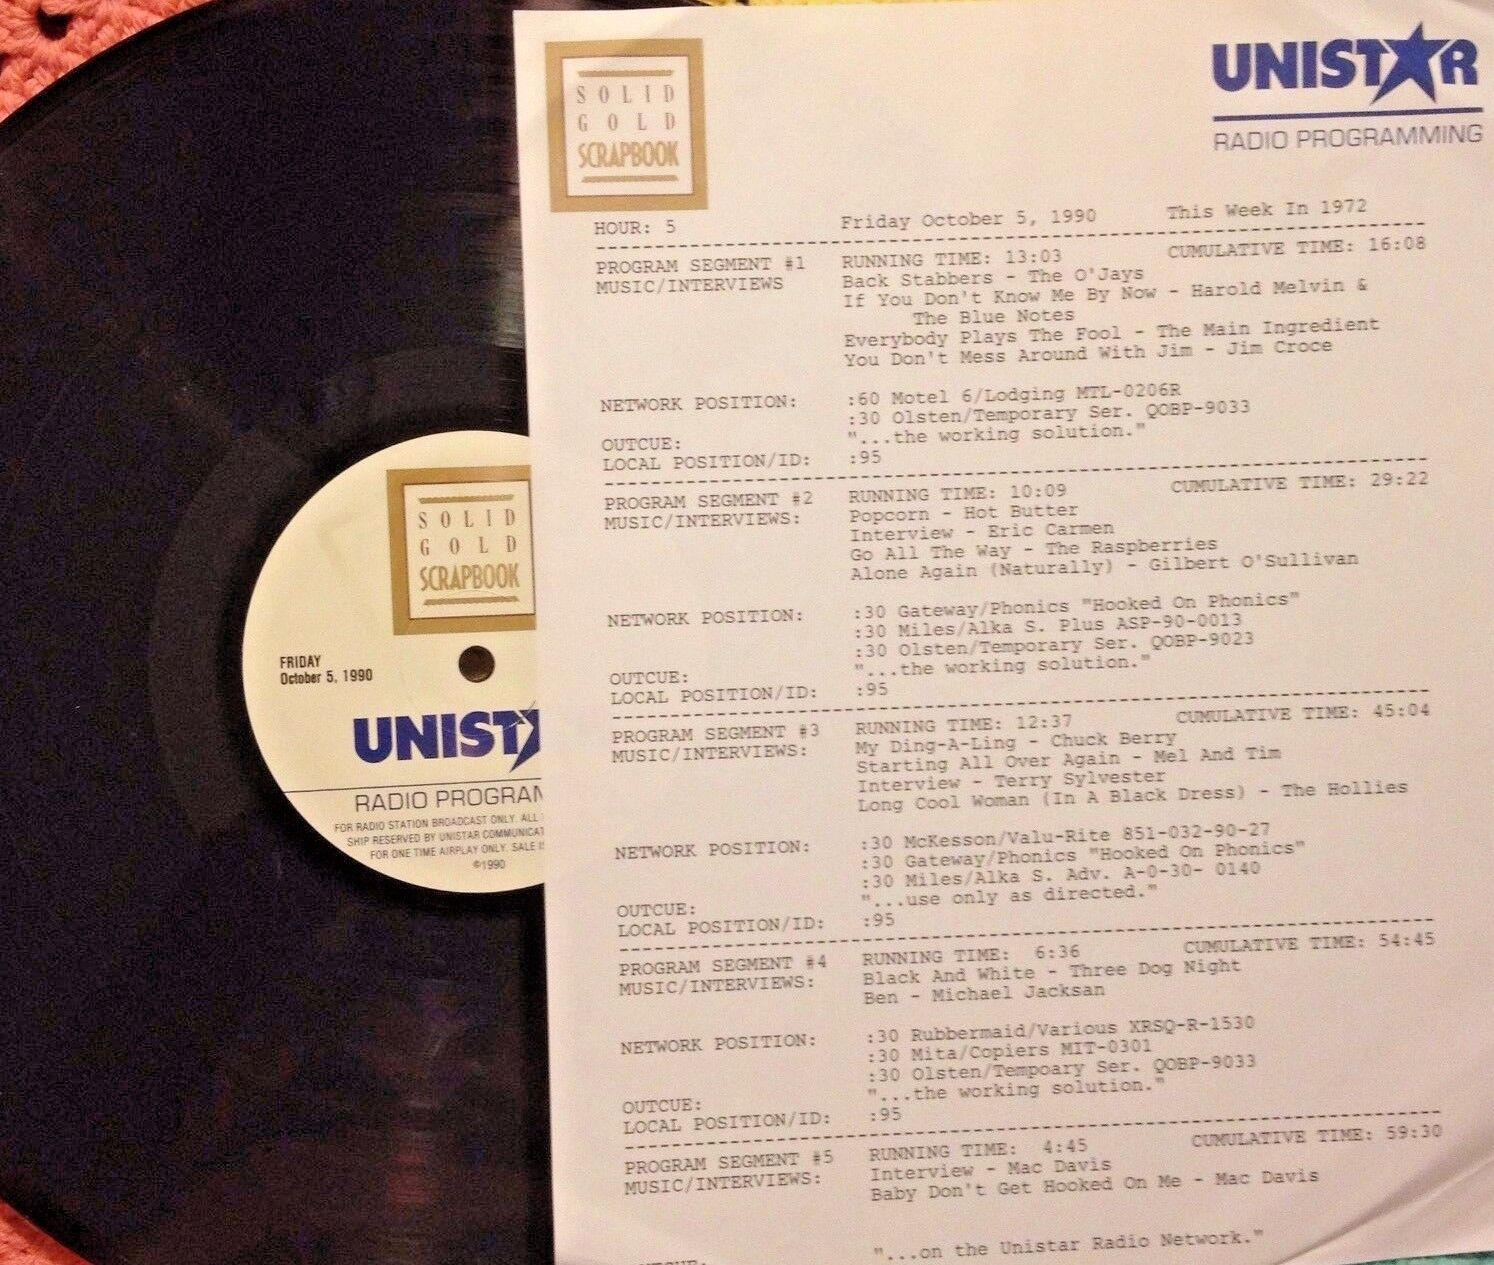 SOLID
GOLD
SCRAPBOOK
FRIDAY
October 5, 1990
RADIO
FOR RADIO STATION BROADCAST ONLY. ALL
SHIP RESERVED BY UNISTAR
FOR ONE TIME AIRPLAY ONLY. SALE
©1990
SOLID
GOLD
SCRAPBOOK
UNISTAR
RADIO PROGRAMMING
HOUR: 5 Friday October 5, 1990 This Week In 1972
PROGRAM SEGMENT #1 RUNNING TIME: 13:03 CUMULATIVE TIME: 16:08
MUSIC/INTERVIEWS Back Stabbers - The O'Jays
If You Don't Know Me By Now - Harold Melvin &
The Blue Notes
Everybody Plays The Fool - The Main Ingredient
You Don't Mess Around With Jim - Jim Croce
NETWORK POSITION: :60 Motel 6/Lodging MTL-0206R
:30 Olsten/Temporary Ser. QOBP-9033
OUTCUE: "...the working solution."
LOCAL POSITION/ID: :95
PROGRAM SEGMENT #2 RUNNING TIME: 10:09 CUMULATIVE TIME: 29:22
MUSIC/INTERVIEWS: Popcorn - Hot Butter
Interview - Eric Carmen
Go All The Way - The Raspberries
Alone Again (Naturally) - Gilbert O'Sullivan
NETWORK POSITION: :30 Gateway/Phonics "Hooked On Phonics"
:30 Miles/Alka S. Plus ASP-90-0013
:30 Olsten/Temporary Ser. QOBP-9023
OUTCUE: "...the working solution."
LOCAL POSITION/ID: :95
PROGRAM SEGMENT #3 RUNNING TIME: 12:37 CUMULATIVE TIME: 45:04
MUSIC/INTERVIEWS: My Ding-A-Ling - Chuck Berry
Starting All Over Again - Mel And Tim
Interview - Terry Sylvester
Long Cool Woman (In A Black Dress) - The Hollies
NETWORK POSITION: :30 McKesson/Valu-Rite 851-032-90-27
:30 Gateway/Phonics "Hooked On Phonics"
:30 Miles/Alka S. Adv. A-0-30- 0140
OUTCUE: "...use only as directed."
LOCAL POSITION/ID: :95
PROGRAM SEGMENT #4 RUNNING TIME: 6:36 CUMULATIVE TIME: 54:45
MUSIC/INTERVIEWS: Black And White - Three Dog Night
Ben - Michael Jacksan
NETWORK POSITION: :30 Rubbermaid/Various XRSQ-R-1530
:30 Mita/Copiers MIT-0301
:30 Olsten/Tempoary Ser. QOBP-9033
OUTCUE: "...the working solution."
LOCAL POSITION/ID: :95
PROGRAM SEGMENT #5 RUNNING TIME: 4:45 CUMULATIVE TIME: 59:30
MUSIC/INTERVIEWS: Interview - Mac Davis
Baby Don't Get Hooked On Me - Mac Davis
"...on the Unistar Radio Network."